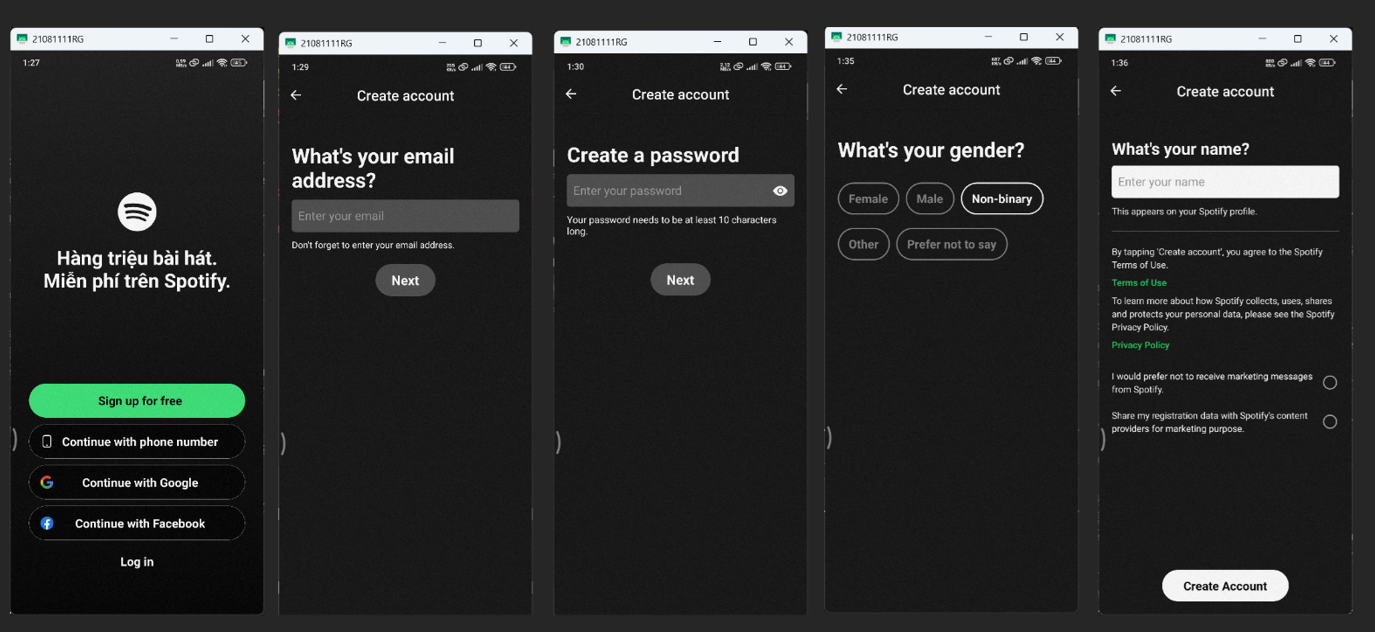 21081111RG
1:27
Hàng triệu bài hát.
Miễn phí trên Spotify.
Sign up for free
Continue with phone number
Continue with Google
Continue with Facebook
Log in
21081111RG
1:29
44
Create account
What's your email
address?
Enter your email
Don't forget to enter your email address.
Next
21081111RG
1:30
44
Create account
Create a password
Enter your password
Your password needs to be at least 10 characters
long.
Next
21081111RG
1:35
44
Create account
What's your gender?
Female
Male
Non-binary
Other
Prefer not to say
21081111RG
1:36
44
Create account
What's your name?
Enter your name
This appears on your Spotify profile.
By tapping 'Create account', you agree to the Spotify
Terms of Use.
Terms of Use
To learn more about how Spotify collects, uses, shares
and protects your personal data, please see the Spotify
Privacy Policy.
Privacy Policy
I would prefer not to receive marketing messages
from Spotify.
Share my registration data with Spotify's content
providers for marketing purpose.
Create Account